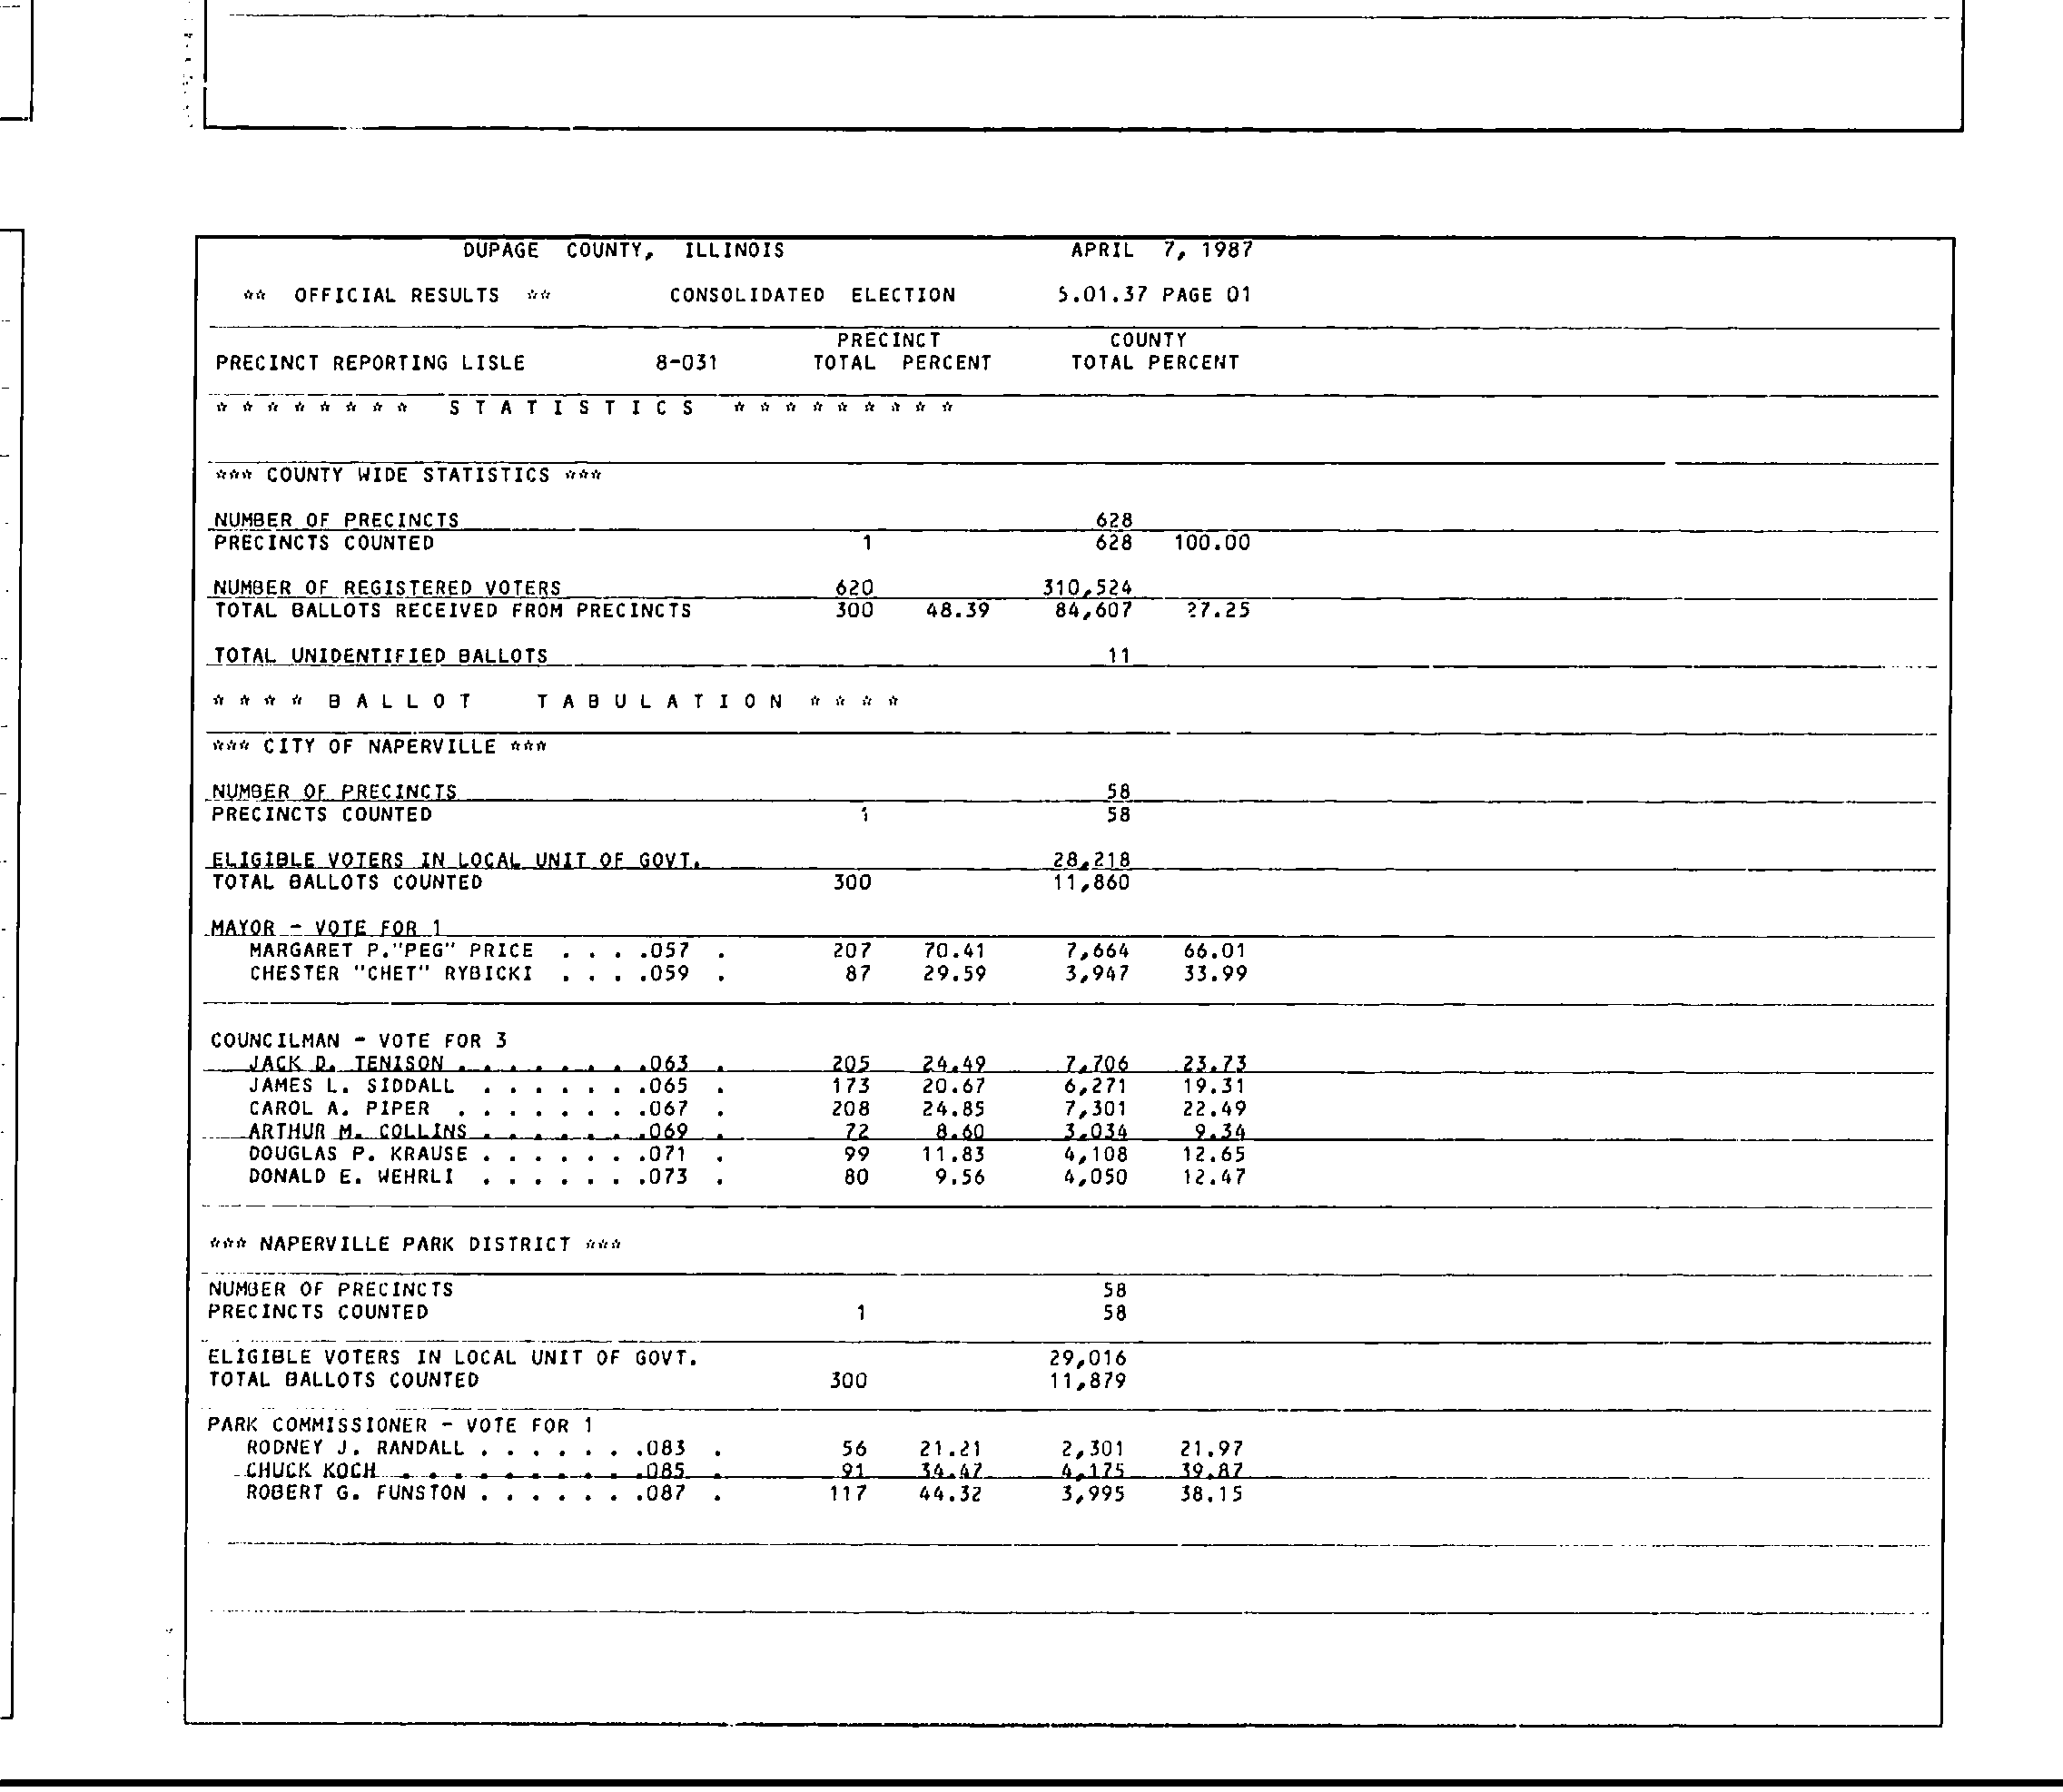 DUPAGE COUNTY, ILLINOIS APRIL 7, 1987
** OFFICIAL RESULTS ** CONSOLIDATED ELECTION 5.01.37 PAGE 01
PRECINCT COUNTY
PRECINCT REPORTING LISLE 8-031 TOTAL PERCENT TOTAL PERCENT
* * * * * * * * S T A T I S T I C S * * * * * * * * *
*** COUNTY WIDE STATISTICS ***
NUMBER OF PRECINCTS 628
PRECINCTS COUNTED 1 628 100.00
NUMBER OF REGISTERED VOTERS 620 310,524
TOTAL BALLOTS RECEIVED FROM PRECINCTS 300 48.39 84,607 27.25
TOTAL UNIDENTIFIED BALLOTS 11
* * * * B A L L O T T A B U L A T I O N * * * *
*** CITY OF NAPERVILLE ***
NUMBER OF PRECINCTS 58
PRECINCTS COUNTED 1 58
ELIGIBLE VOTERS IN LOCAL UNIT OF GOVT. 28,218
TOTAL BALLOTS COUNTED 300 11,860
MAYOR - VOTE FOR 1
MARGARET P."PEG" PRICE . . . .057 . 207 70.41 7,664 66.01
CHESTER "CHET" RYBICKI . . . .059 . 87 29.59 3,947 33.99
COUNCILMAN - VOTE FOR 3
JACK D. TENISON . . . . . . . .063 . 205 24.49 7,706 23.73
JAMES L. SIDDALL . . . . . . .065 . 173 20.67 6,271 19.31
CAROL A. PIPER . . . . . . . .067 . 208 24.85 7,301 22.49
ARTHUR M. COLLINS . . . . . . .069 . 72 8.60 3,034 9.34
DOUGLAS P. KRAUSE . . . . . . .071 . 99 11.83 4,108 12.65
DONALD E. WEHRLI . . . . . . .073 . 80 9.56 4,050 12.47
*** NAPERVILLE PARK DISTRICT ***
NUMBER OF PRECINCTS 58
PRECINCTS COUNTED 1 58
ELIGIBLE VOTERS IN LOCAL UNIT OF GOVT. 29,016
TOTAL BALLOTS COUNTED 300 11,879
PARK COMMISSIONER - VOTE FOR 1
RODNEY J. RANDALL . . . . . . .083 . 56 21.21 2,301 21.97
CHUCK KOCH . . . . . . . . . .085 . 91 34.47 4,175 39.87
ROBERT G. FUNSTON . . . . . . .087 . 117 44.32 3,995 38.15